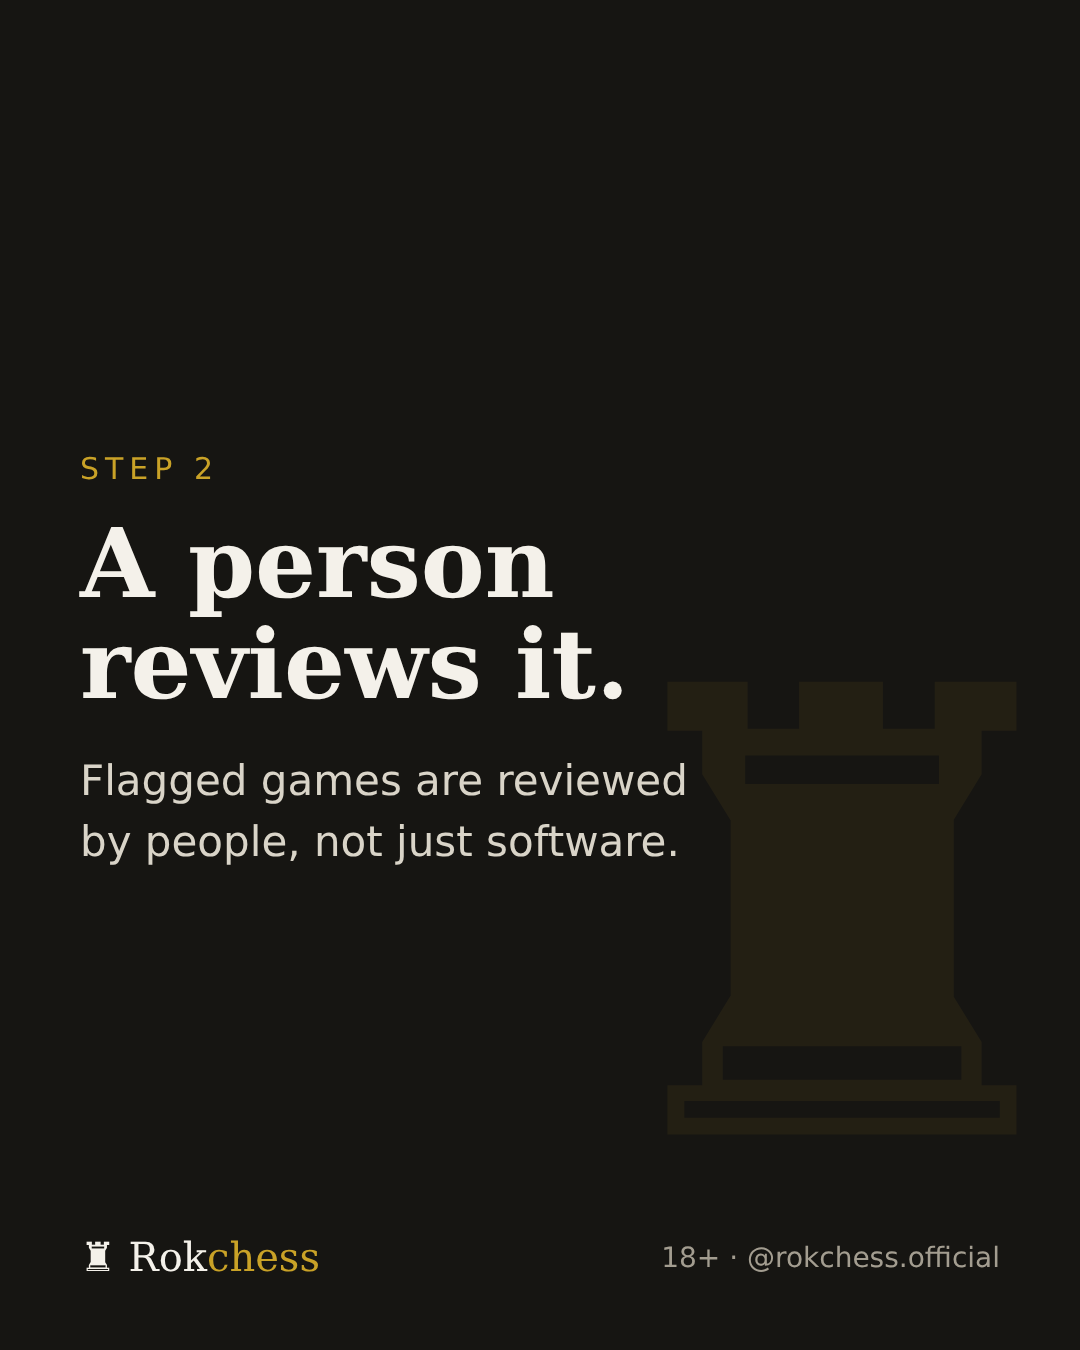 STEP 2
A person
reviews it.
Flagged games are reviewed
by people, not just software.
♜ Rokchess
18+ · @rokchess.official